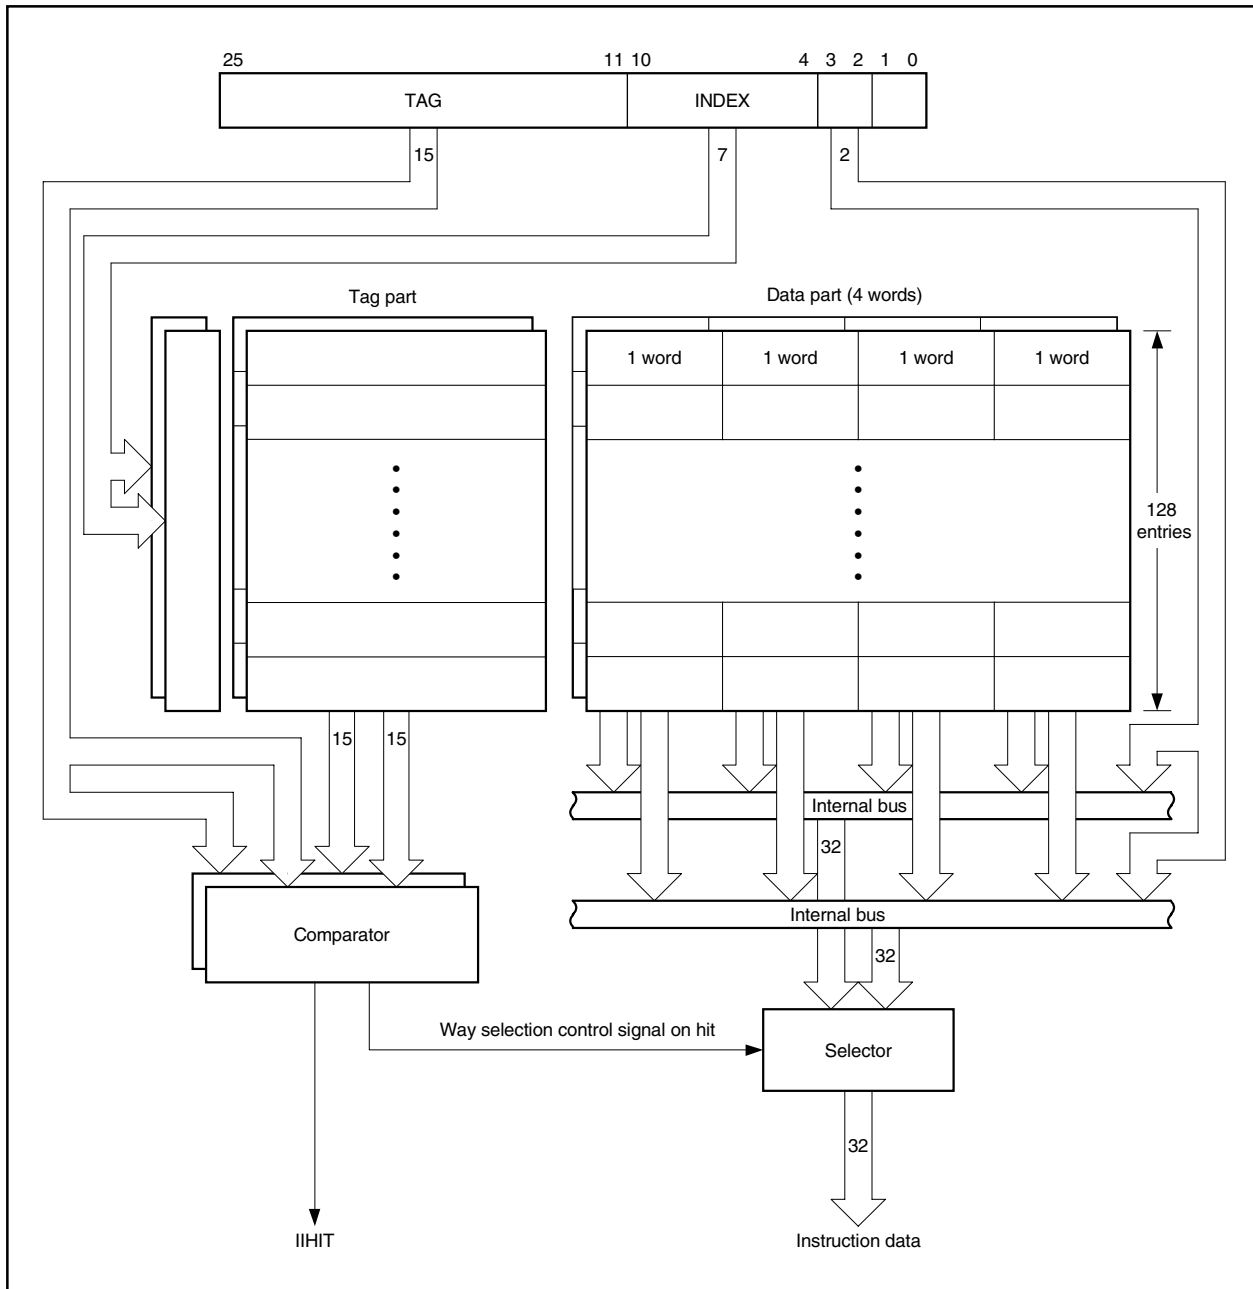 25 11 10 4 3 2 1 0
TAG INDEX
15 7 2
Tag part Data part (4 words)
1 word 1 word 1 word 1 word
128
entries
15 15
Internal bus
32
Internal bus
Comparator
32
Way selection control signal on hit
Selector
32
IIHIT Instruction data